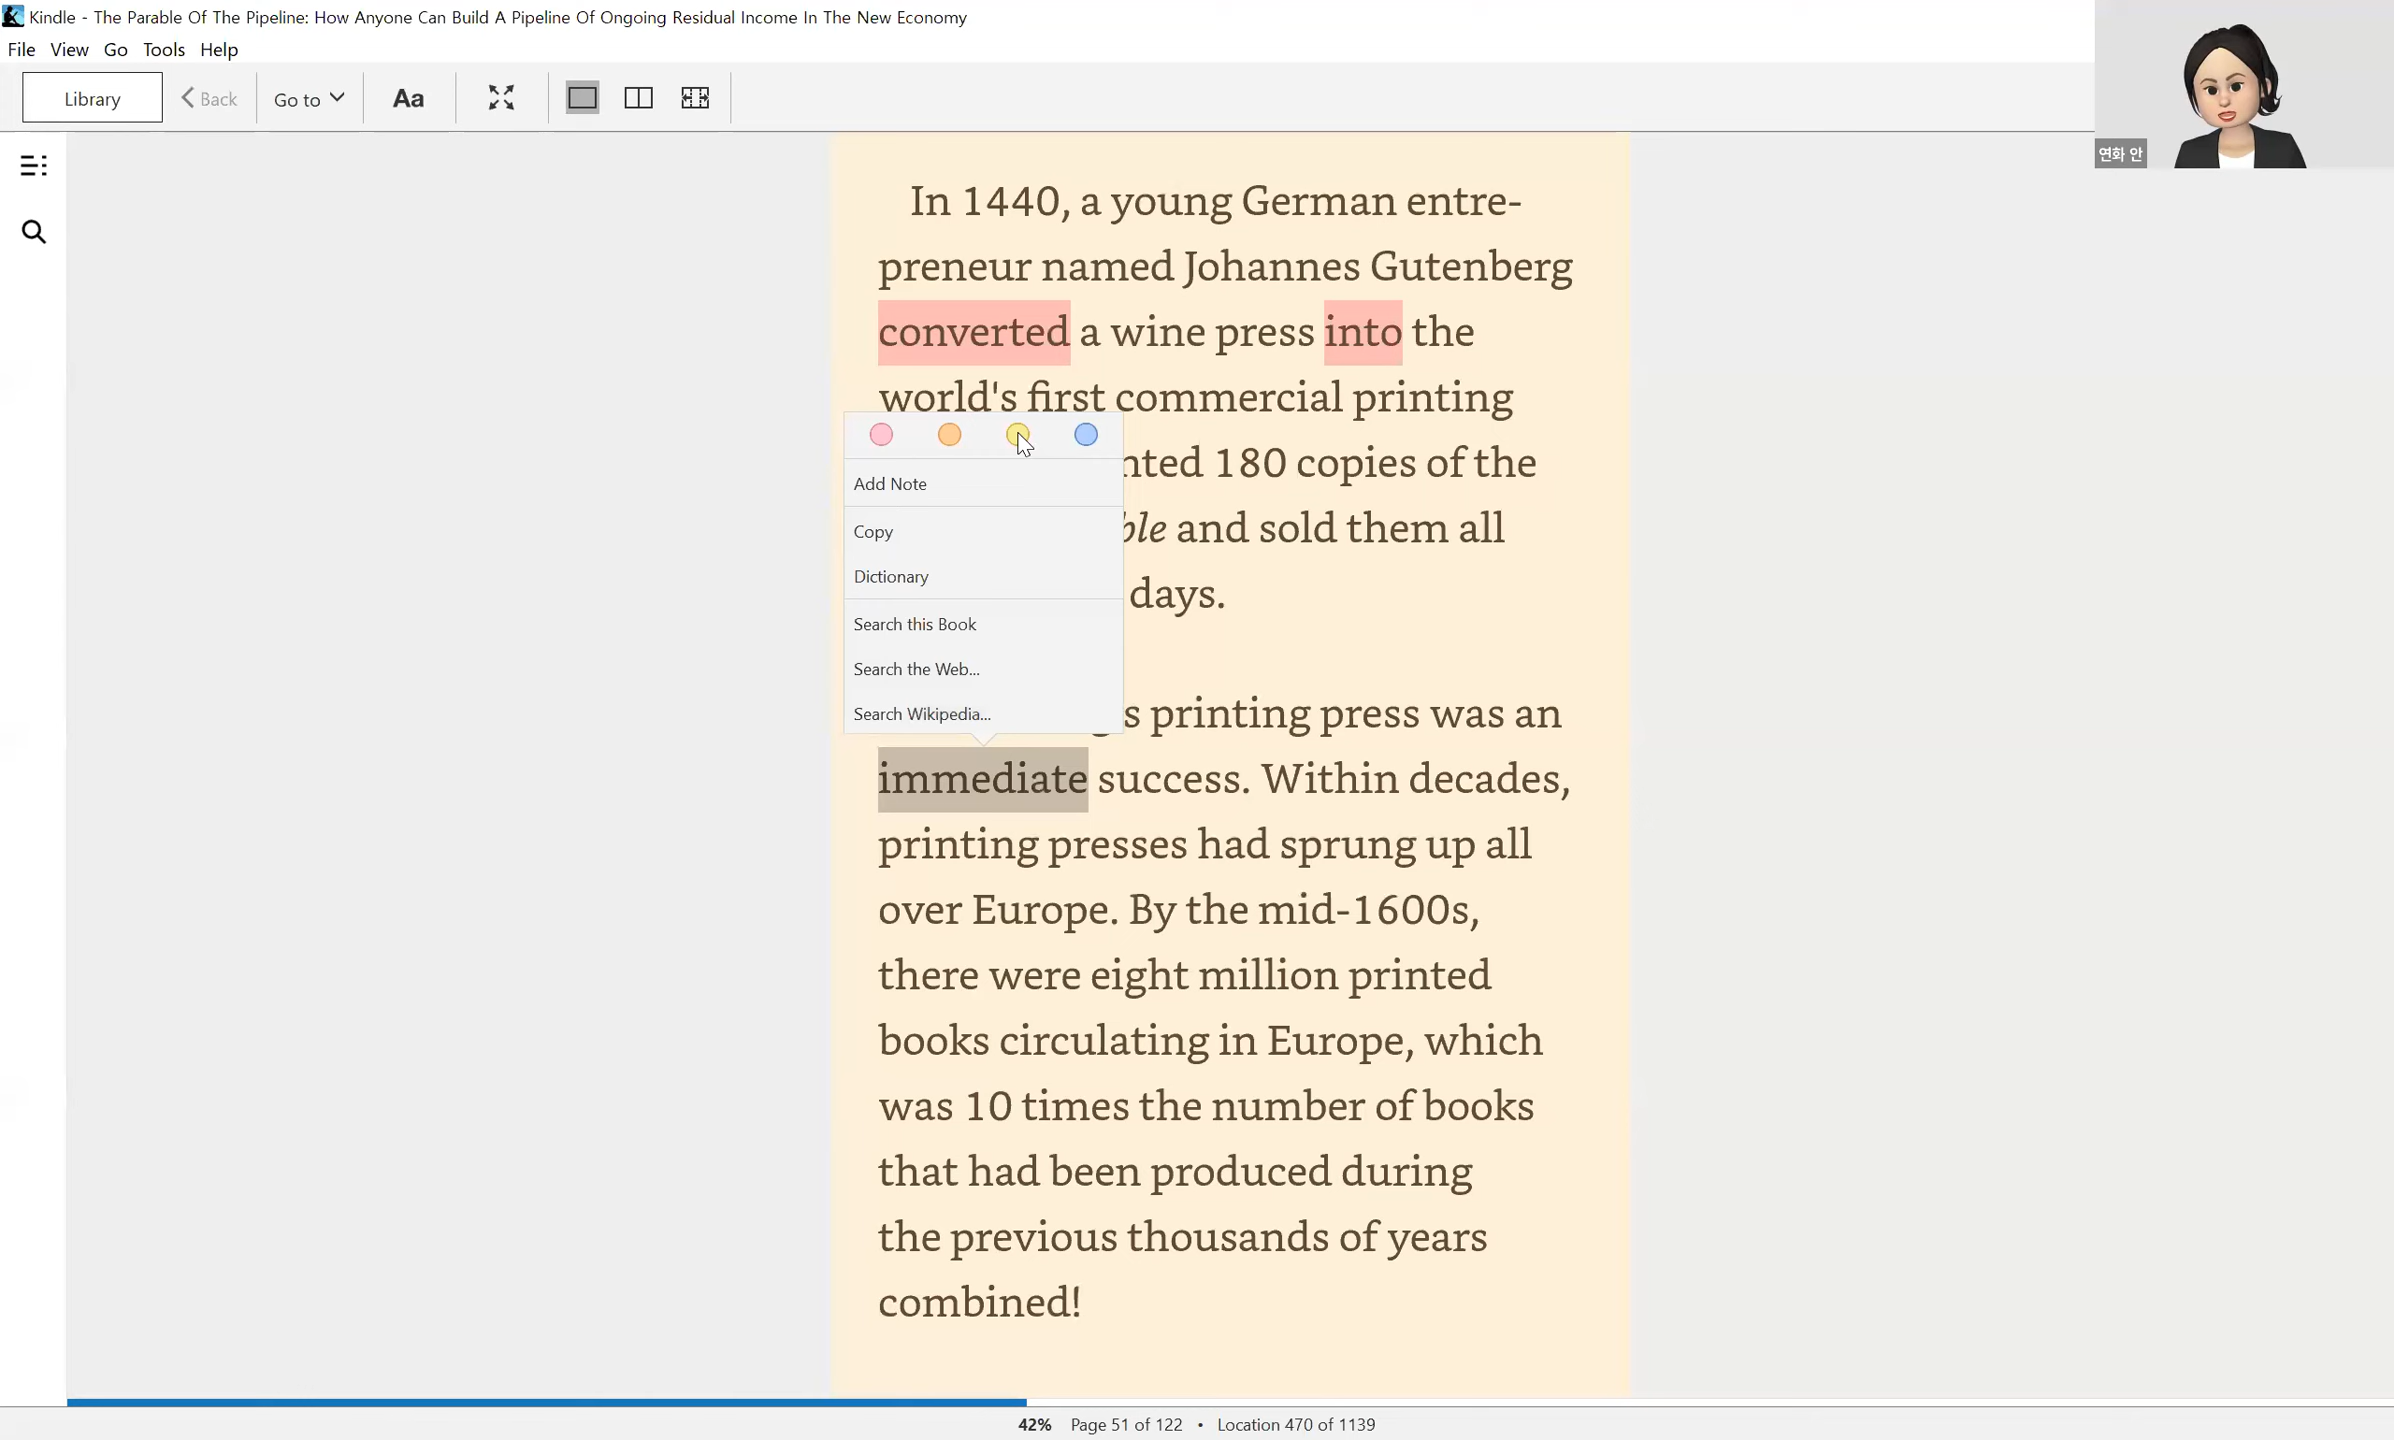 Kindle - The Parable Of The Pipeline: How Anyone Can Build A Pipeline Of Ongoing Residual Income In The New Economy
File View Go Tools Help
Library Back Go to Aa
연화 안
In 1440, a young German entre-
preneur named Johannes Gutenberg
converted a wine press into the
world's first commercial printing
nted 180 copies of the
ble and sold them all
days.
Add Note
Copy
Dictionary
Search this Book
Search the Web...
Search Wikipedia...
's printing press was an
immediate success. Within decades,
printing presses had sprung up all
over Europe. By the mid-1600s,
there were eight million printed
books circulating in Europe, which
was 10 times the number of books
that had been produced during
the previous thousands of years
combined!
42% Page 51 of 122 • Location 470 of 1139